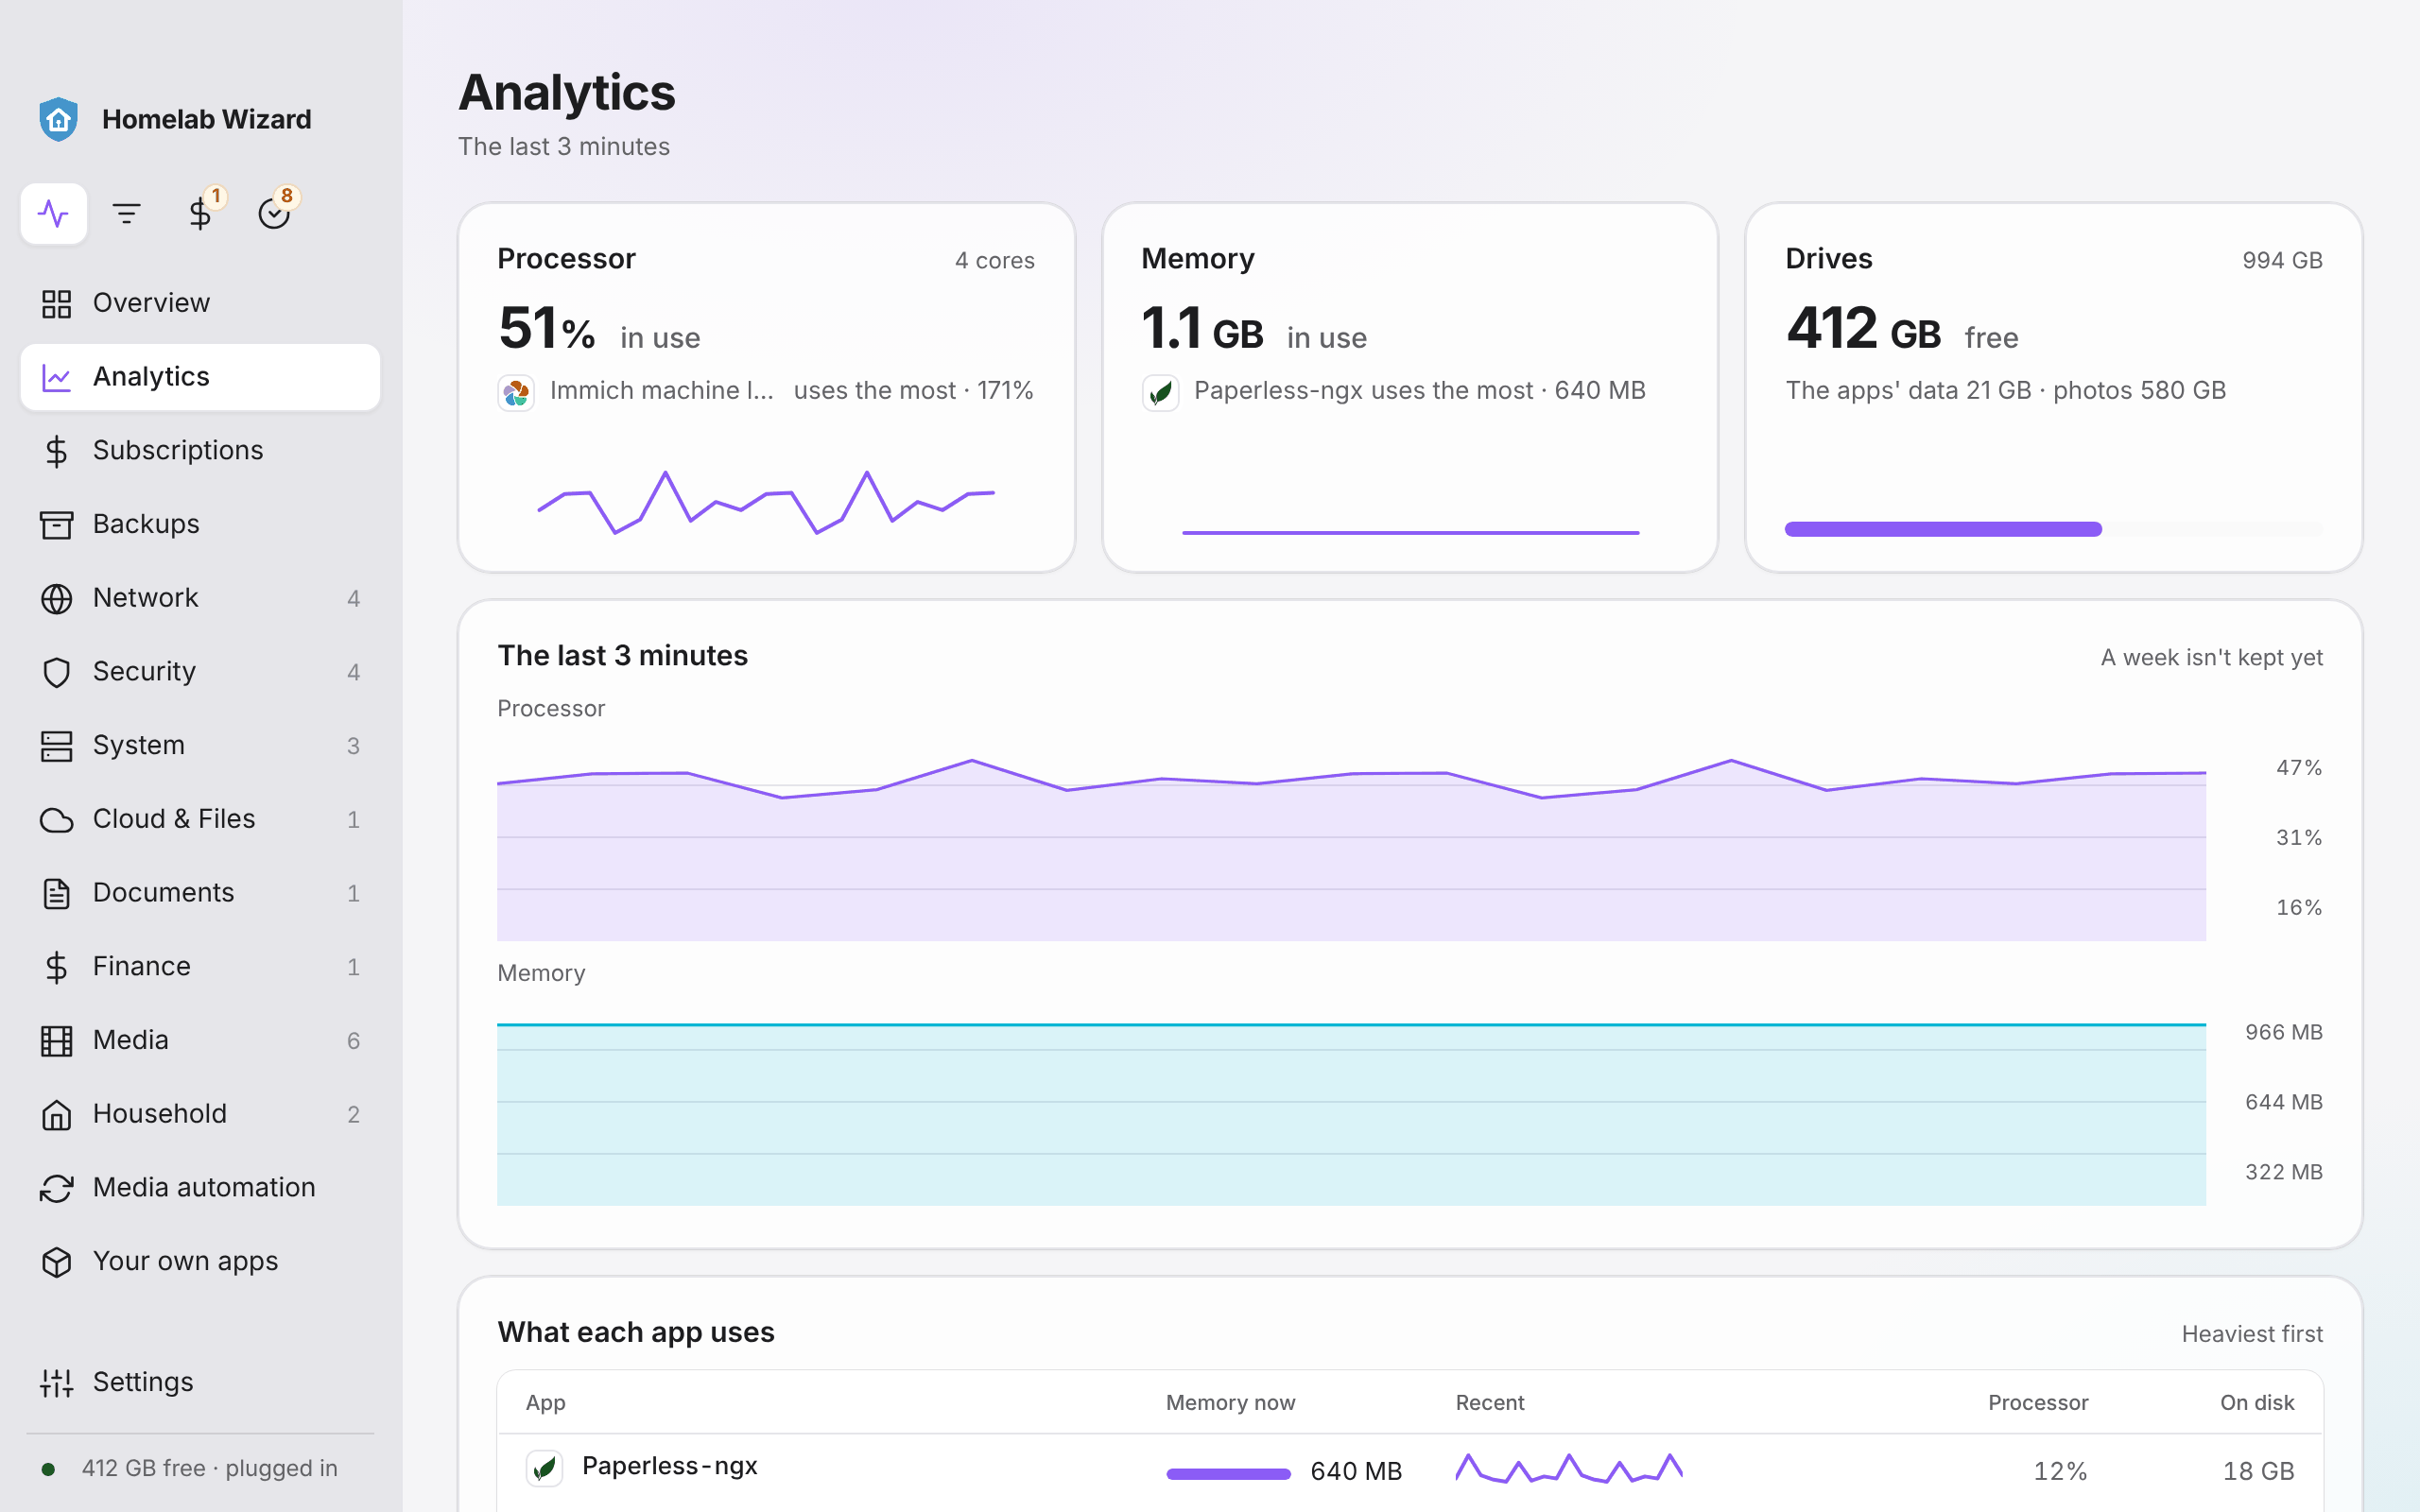 Homelab Wizard
1
8
Overview
Analytics
Subscriptions
Backups
Network 4
Security 4
System 3
Cloud & Files 1
Documents 1
Finance 1
Media 6
Household 2
Media automation
Your own apps
Settings
412 GB free · plugged in
Analytics
The last 3 minutes
Processor 4 cores
51% in use
Immich machine l... uses the most · 171%
Memory
1.1 GB in use
Paperless-ngx uses the most · 640 MB
Drives 994 GB
412 GB free
The apps' data 21 GB · photos 580 GB
The last 3 minutes A week isn't kept yet
Processor
47%
31%
16%
Memory
966 MB
644 MB
322 MB
What each app uses Heaviest first
App Memory now Recent Processor On disk
Paperless-ngx 640 MB 12% 18 GB